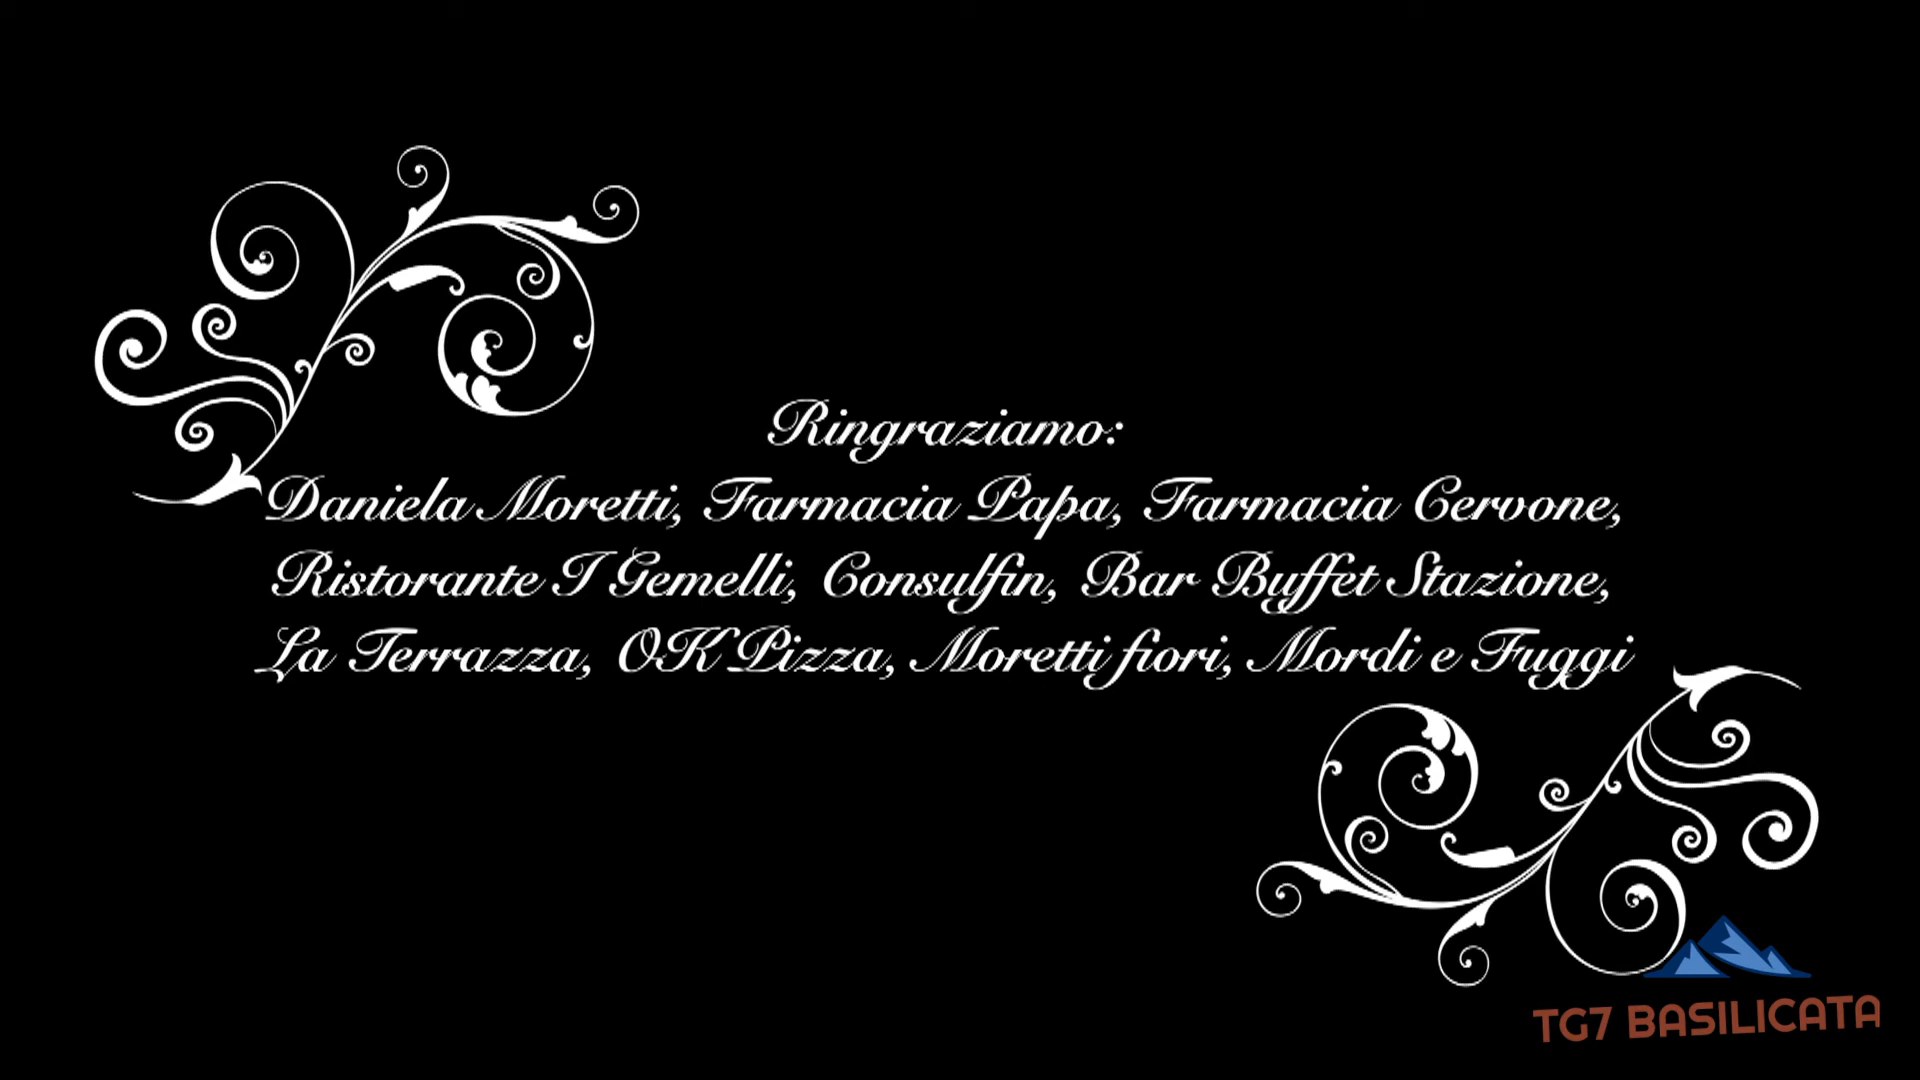 Ringraziamo:
Daniela Moretti, Farmacia Papa, Farmacia Cervone,
Ristorante I Gemelli, Consulfin, Bar Buffet Stazione,
La Terrazza, OK Pizza, Moretti fiori, Mordi e Fuggi
TG7 BASILICATA